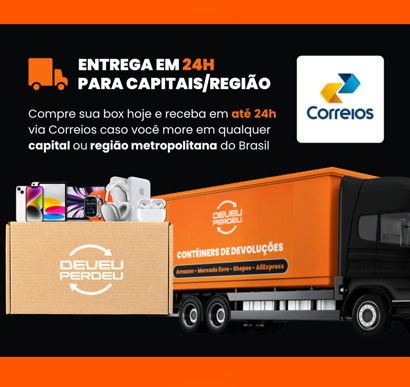 ENTREGA EM 24H
PARA CAPITAIS/REGIÃO
Compre sua box hoje e receba em até 24h
via Correios caso você more em qualquer
capital ou região metropolitana do Brasil
Correios
DEVEU
PERDEU
CONTÊINERS DE DEVOLUÇÕES
Amazon - Mercado livre - Shopee - AliExpress
DEVEU
PERDEU